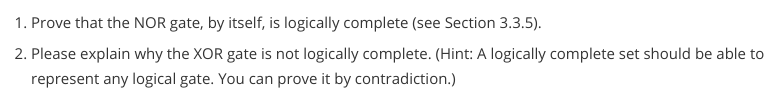 1. Prove that the NOR gate, by itself, is logically complete (see Section 3.3.5).
2. Please explain why the XOR gate is not logically complete. (Hint: A logically complete set should be able to
represent any logical gate. You can prove it by contradiction.)